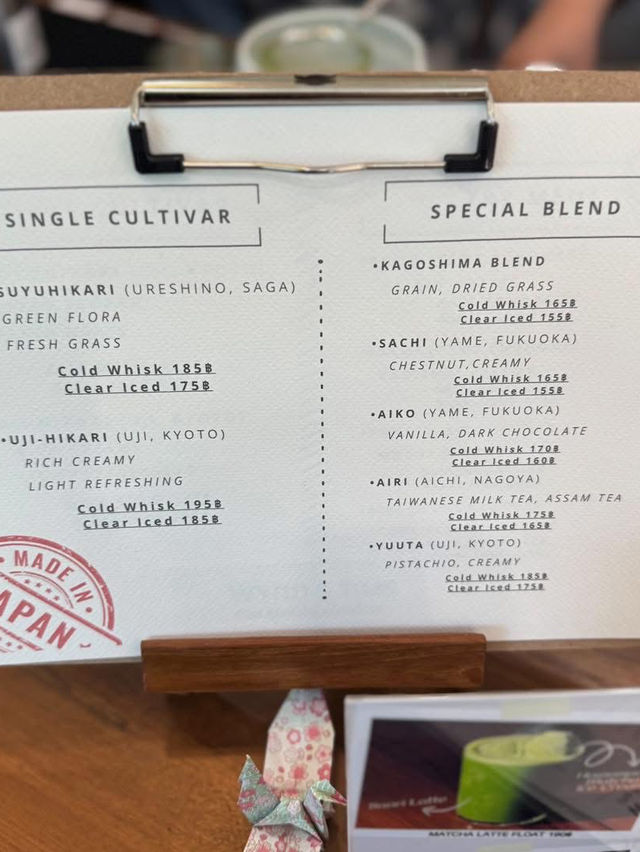 SINGLE CULTIVAR
SUYUHIKARI (URESHINO, SAGA)
GREEN FLORA
FRESH GRASS
Cold Whisk 185฿
Clear Iced 175฿
•UJI-HIKARI (UJI, KYOTO)
RICH CREAMY
LIGHT REFRESHING
Cold Whisk 195฿
Clear Iced 185฿
• MADE IN •
APAN
SPECIAL BLEND
•KAGOSHIMA BLEND
GRAIN, DRIED GRASS
Cold Whisk 165฿
Clear Iced 155฿
•SACHI (YAME, FUKUOKA)
CHESTNUT,CREAMY
Cold Whisk 165฿
Clear Iced 155฿
•AIKO (YAME, FUKUOKA)
VANILLA, DARK CHOCOLATE
Cold Whisk 170฿
Clear Iced 160฿
•AIRI (AICHI, NAGOYA)
TAIWANESE MILK TEA, ASSAM TEA
Cold Whisk 175฿
Clear Iced 165฿
•YUUTA (UJI, KYOTO)
PISTACHIO, CREAMY
Cold Whisk 185฿
Clear Iced 175฿
Latte
MATCHA LATTE FLOAT 190฿